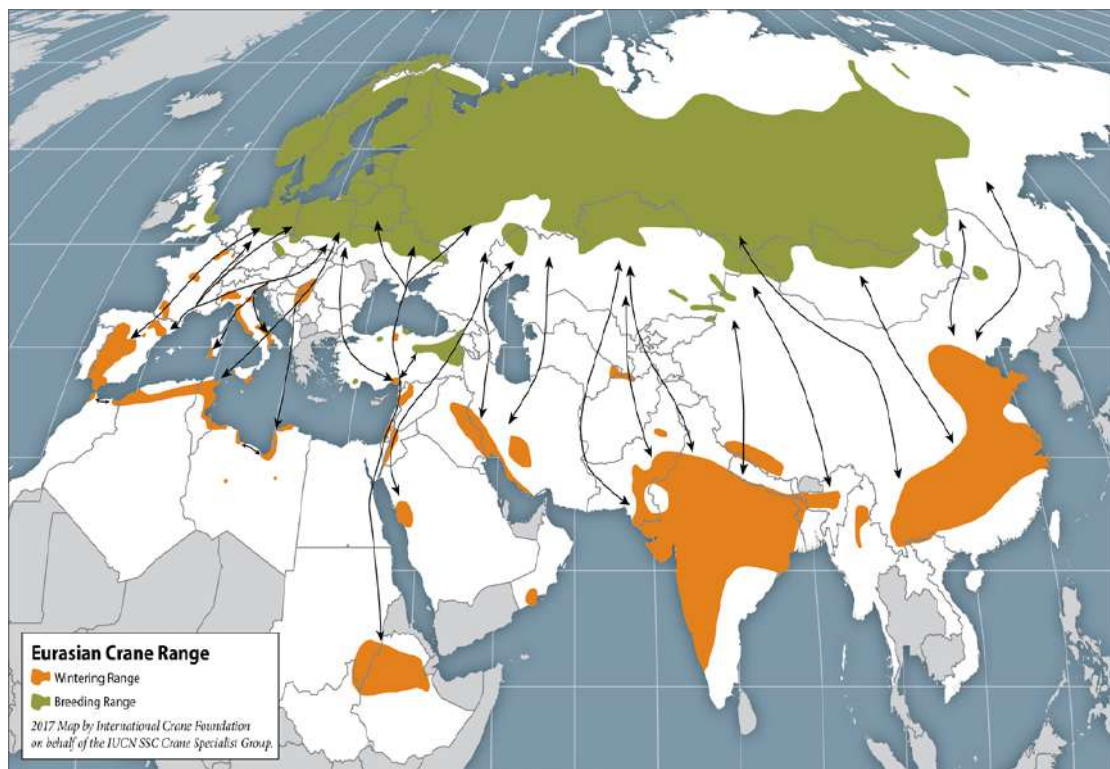 Eurasian Crane Range
Wintering Range
Breeding Range
2017 Map by International Crane Foundation
on behalf of the IUCN SSC Crane Specialist Group.